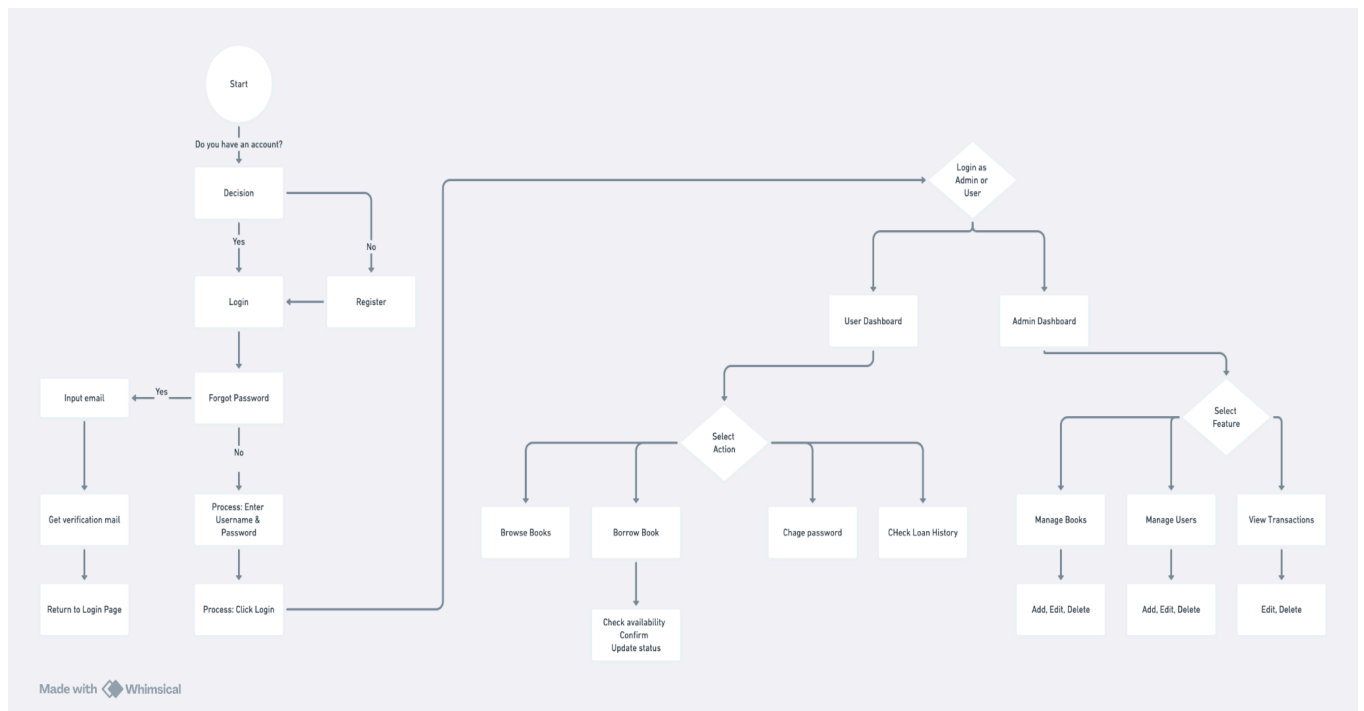 Start
Do you have an account?
Decision
Yes
No
Login
Register
Forgot Password
Yes
Input email
No
Get verification mail
Process: Enter
Username &
Password
Return to Login Page
Process: Click Login
Login as
Admin or
User
User Dashboard
Admin Dashboard
Select
Action
Select
Feature
Browse Books
Borrow Book
Chage password
CHeck Loan History
Check availability
Confirm
Update status
Manage Books
Manage Users
View Transactions
Add, Edit, Delete
Add, Edit, Delete
Edit, Delete
Made with Whimsical